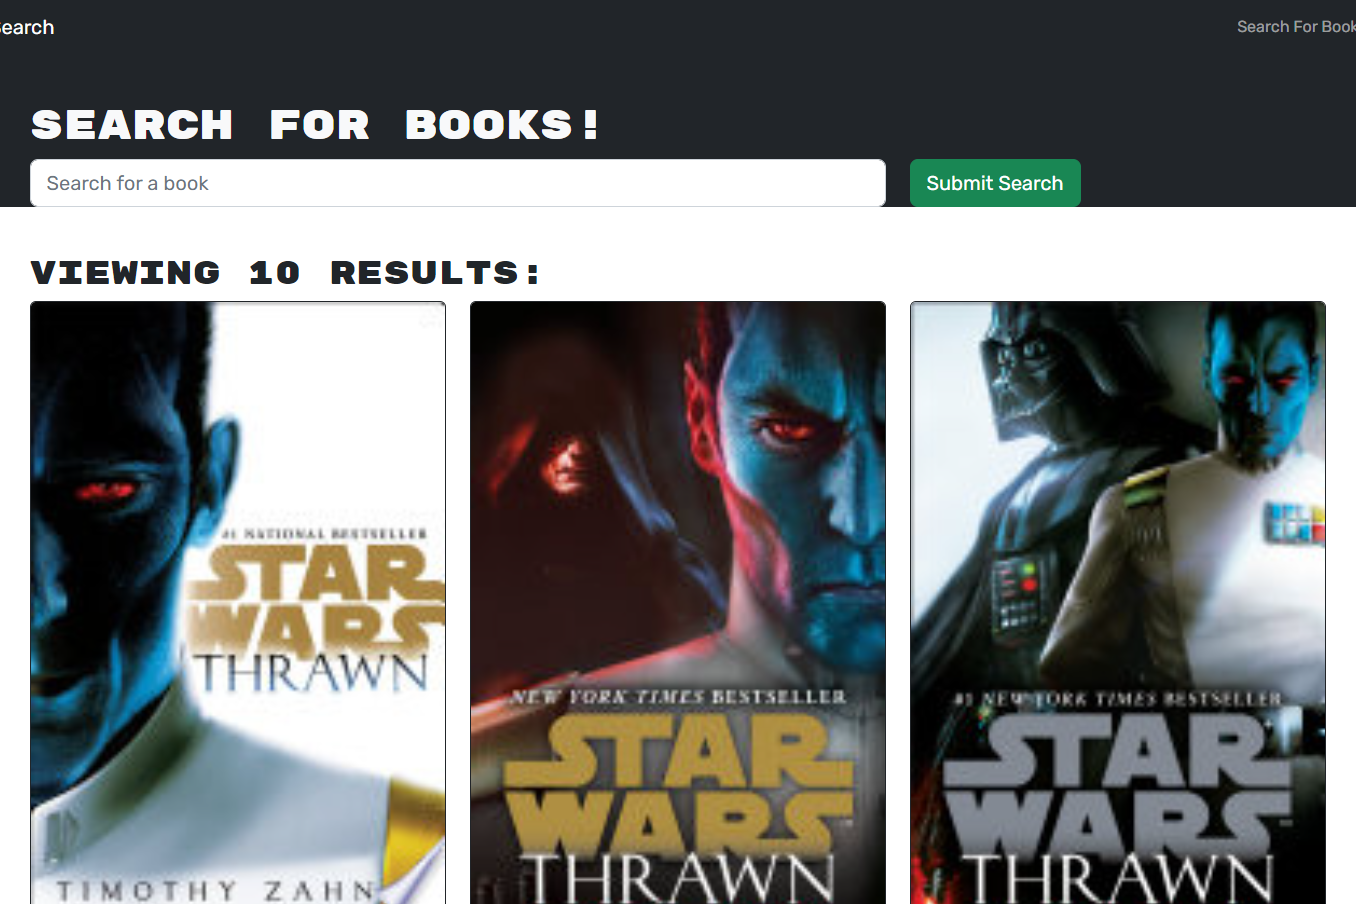 Search
Search For Book
SEARCH FOR BOOKS!
Search for a book
Submit Search
VIEWING 10 RESULTS:
#1 NATIONAL BESTSELLER
STAR
WARS
THRAWN
TIMOTHY ZAHN
NEW YORK TIMES BESTSELLER
STAR
WARS
THRAWN
#1 NEW YORK TIMES BESTSELLER
STAR
WARS
THRAWN